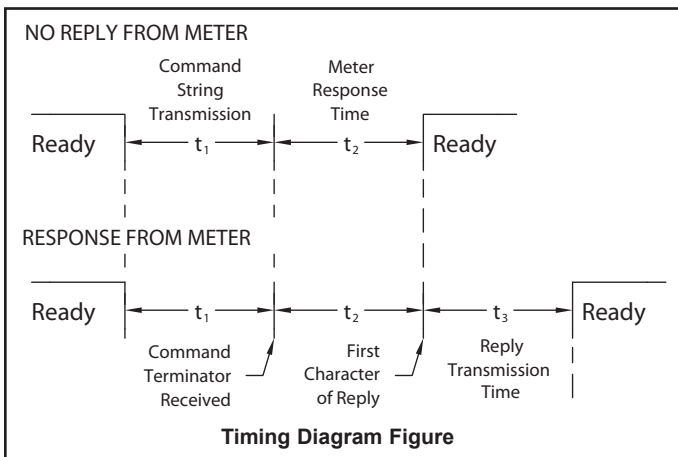 NO REPLY FROM METER
Command
String
Transmission
Meter
Response
Time
Ready
t₁
t₂
Ready
RESPONSE FROM METER
Ready
t₁
t₂
t₃
Ready
Command
Terminator
Received
First
Character
of Reply
Reply
Transmission
Time
Timing Diagram Figure